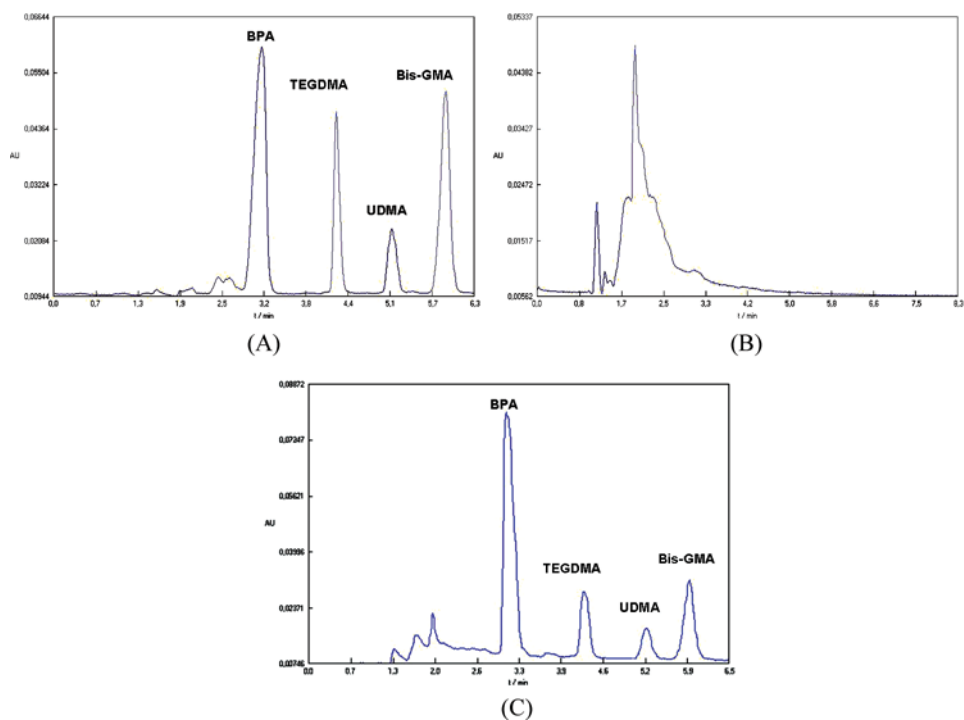 0,06644
BPA
0,05504
TEGDMA
Bis-GMA
0,04364
AU
0,03224
UDMA
0,02084
0,00944
0,0 0,7 1,3 1,9 2,5 3,2 3,8 4,4 5,1 5,7 6,3
t / min
(A)
0,05337
0,04382
0,03427
AU
0,02472
0,01517
0,00562
0,0 0,8 1,7 2,5 3,3 4,2 5,0 5,8 6,6 7,5 8,3
t / min
(B)
0,08872
BPA
0,07247
0,05621
AU
0,03996
TEGDMA
Bis-GMA
UDMA
0,02371
0,00746
0,0 0,7 1,3 2,0 2,6 3,3 3,9 4,6 5,2 5,9 6,5
t / min
(C)